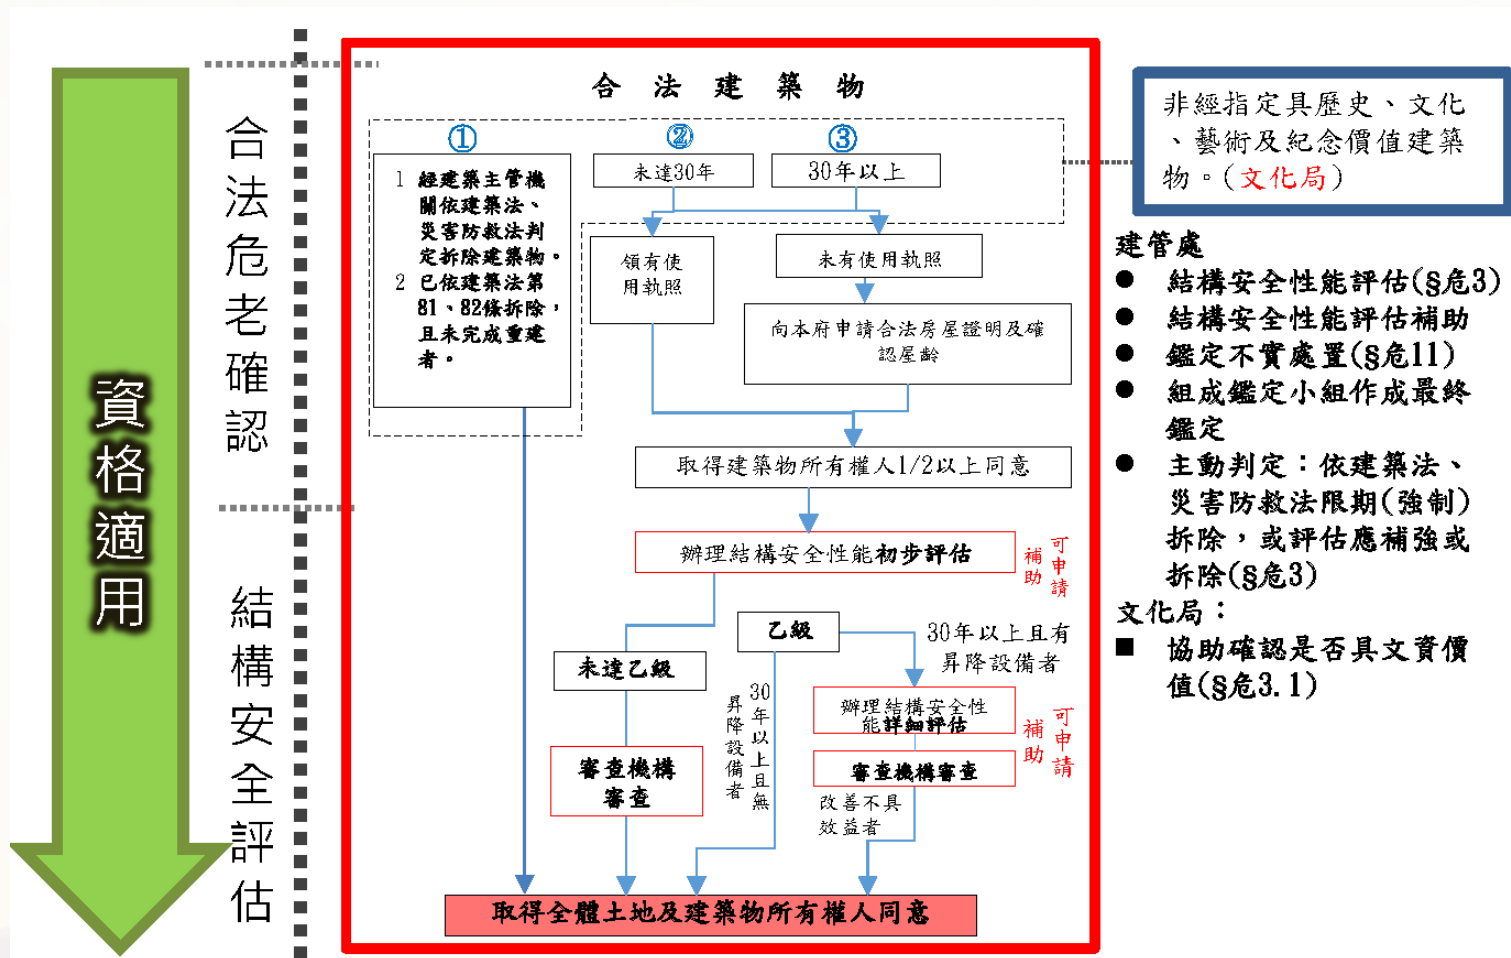 資格適用
合法危老確認
結構安全評估
合法建築物
①
②
③
1 經建築主管機
關依建築法、
災害防救法判
定拆除建築物。
2 已依建築法第
81、82條拆除，
且未完成重建
者。
未達30年
30年以上
領有使
用執照
未有使用執照
向本府申請合法房屋證明及確
認屋齡
取得建築物所有權人1/2以上同意
辦理結構安全性能初步評估
可申請
補助
乙級
未達乙級
30年以上且有
昇降設備者
30年以上且無
昇降設備者
辦理結構安全性
能詳細評估
可申請
補助
審查機構
審查
審查機構審查
改善不具
效益者
取得全體土地及建築物所有權人同意
非經指定具歷史、文化
、藝術及紀念價值建築
物。(文化局)
建管處
● 結構安全性能評估(§危3)
● 結構安全性能評估補助
● 鑑定不實處置(§危11)
● 組成鑑定小組作成最終
鑑定
● 主動判定：依建築法、
災害防救法限期(強制)
拆除，或評估應補強或
拆除(§危3)
文化局：
■ 協助確認是否具文資價
值(§危3.1)